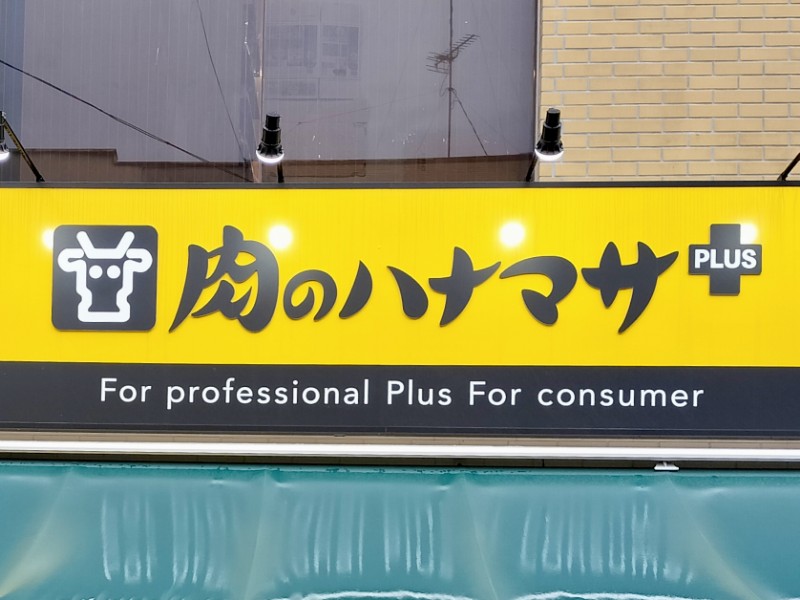 肉のハナマサ PLUS
For professional Plus For consumer